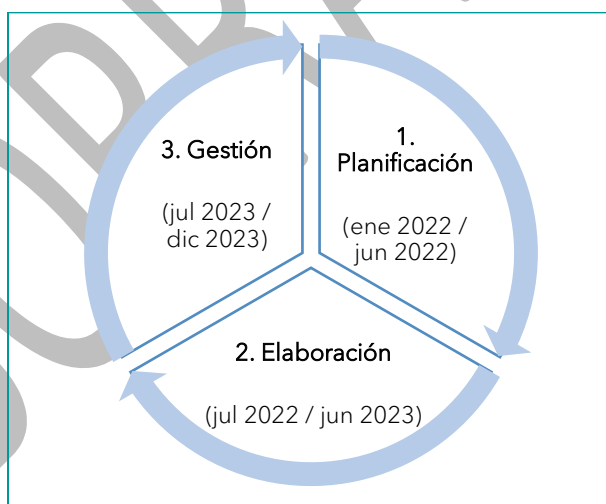 1.
Planificación
(ene 2022 /
jun 2022)
2. Elaboración
(jul 2022 / jun 2023)
3. Gestión
(jul 2023 /
dic 2023)